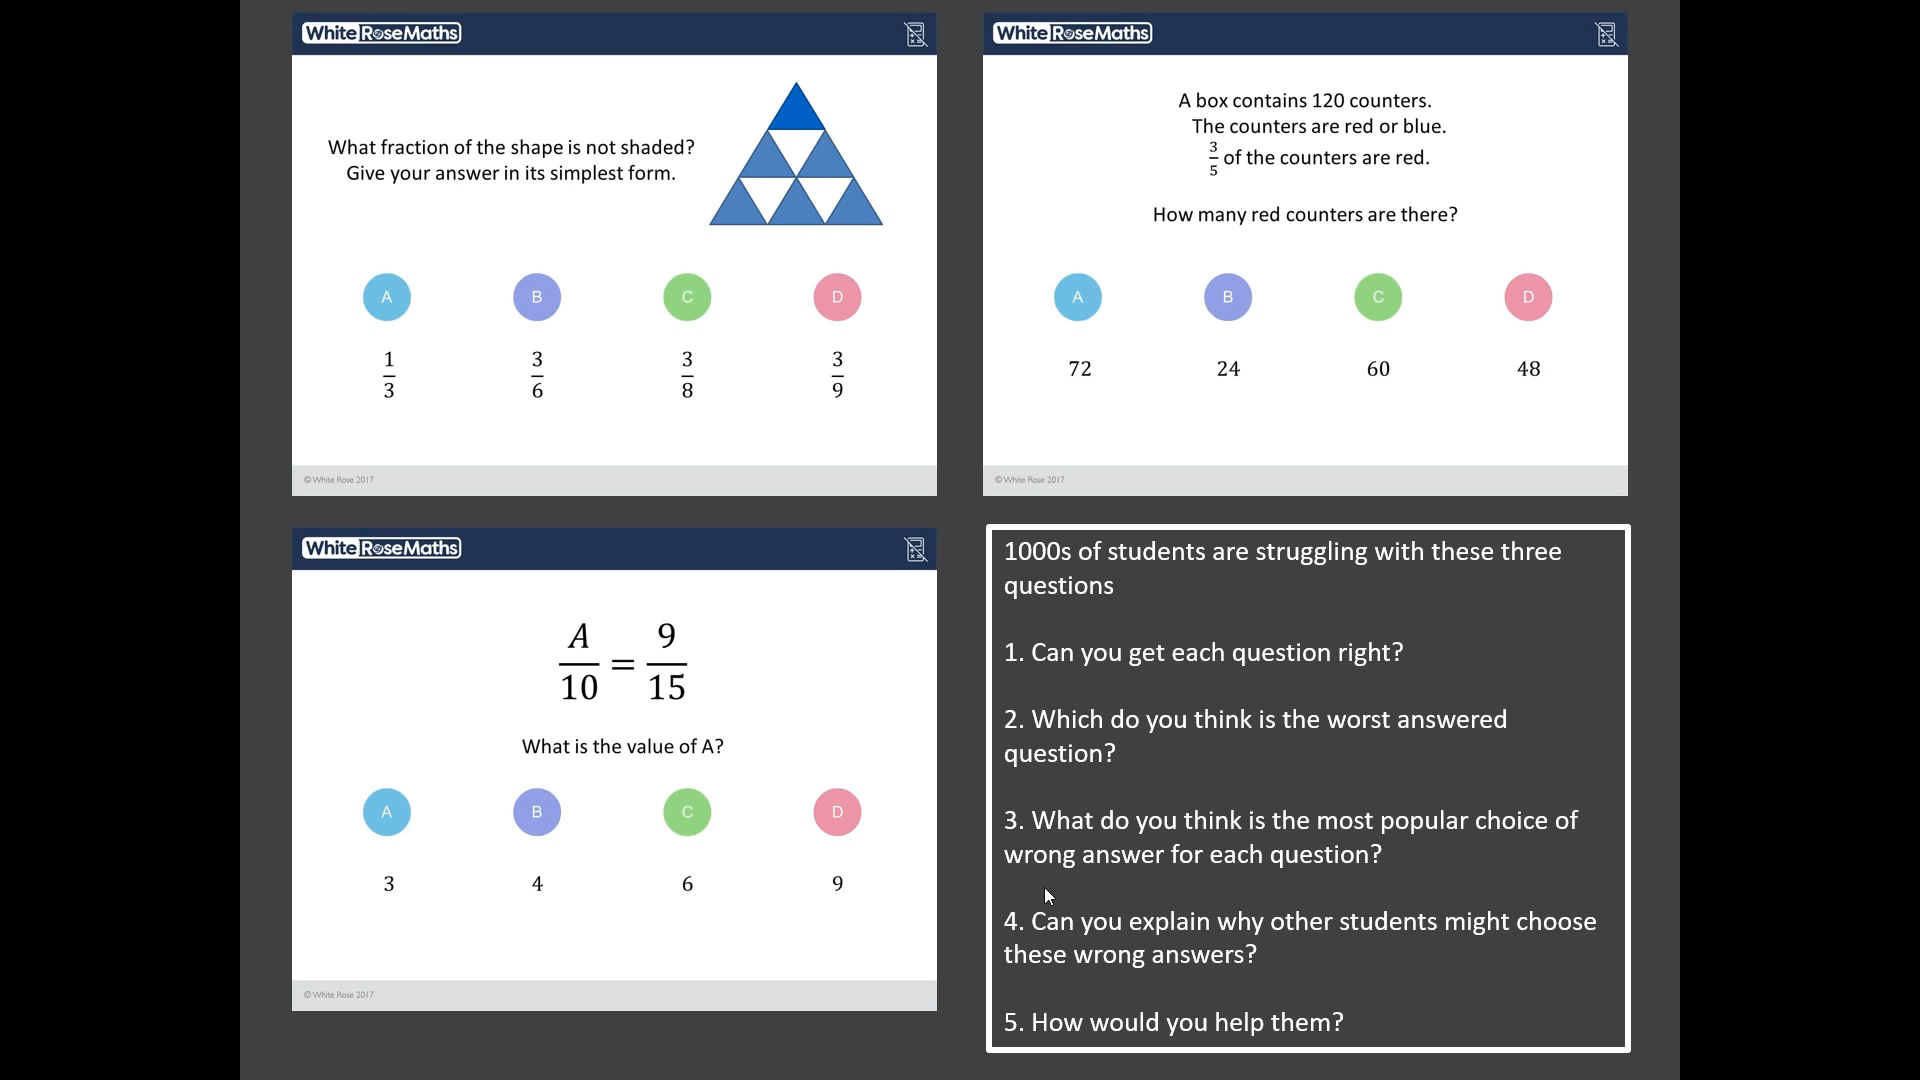 White RoseMaths
What fraction of the shape is not shaded?
Give your answer in its simplest form.
A B C D
1/3 3/6 3/8 3/9
© White Rose 2017
White RoseMaths
A box contains 120 counters.
The counters are red or blue.
3/5 of the counters are red.
How many red counters are there?
A B C D
72 24 60 48
© White Rose 2017
White RoseMaths
A/10 = 9/15
What is the value of A?
A B C D
3 4 6 9
© White Rose 2017
1000s of students are struggling with these three
questions
1. Can you get each question right?
2. Which do you think is the worst answered
question?
3. What do you think is the most popular choice of
wrong answer for each question?
4. Can you explain why other students might choose
these wrong answers?
5. How would you help them?